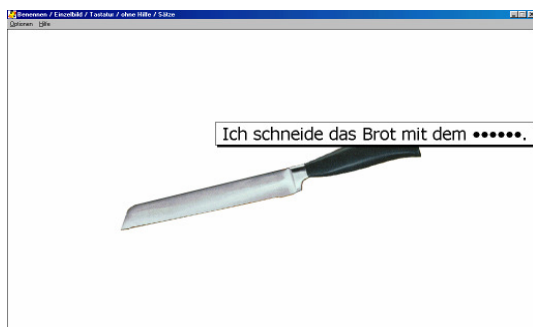 Benennen / Einzelbild / Tastatur / ohne Hilfe / Sätze
Optionen Hilfe
Ich schneide das Brot mit dem ••••••.